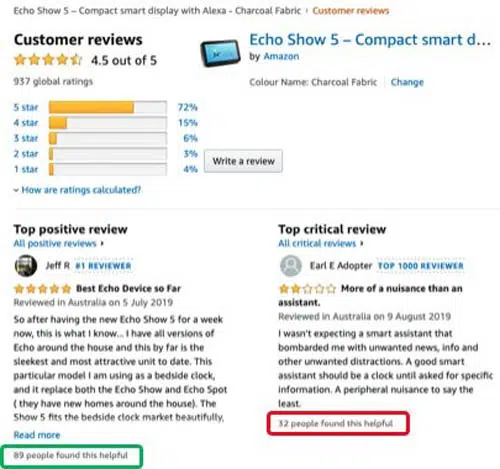 Echo Show 5 – Compact smart display with Alexa - Charcoal Fabric › Customer reviews
Customer reviews
4.5 out of 5
937 global ratings
5 star 72%
4 star 15%
3 star 6%
2 star 3%
1 star 4%
How are ratings calculated?
Echo Show 5 – Compact smart d...
by Amazon
Colour Name: Charcoal Fabric Change
Write a review
Top positive review
All positive reviews ›
Jeff R #1 REVIEWER
Best Echo Device so Far
Reviewed in Australia on 5 July 2019
So after having the new Echo Show 5 for a week
now, this is what I know... I have all versions of
Echo around the house and this by far is the
sleekest and most attractive unit to date. This
particular model I am using as a bedside clock,
and it replace both the Echo Show and Echo Spot
( they have new homes around the house). The
Show 5 fits the bedside clock market beautifully,
Read more
89 people found this helpful
Top critical review
All critical reviews ›
Earl E Adopter TOP 1000 REVIEWER
More of a nuisance than an
assistant.
Reviewed in Australia on 9 August 2019
I wasn't expecting a smart assistant that
bombarded me with unwanted news, info and
other unwanted distractions. A good smart
assistant should be a clock until asked for specific
information. A peripheral nuisance to say the
least.
32 people found this helpful